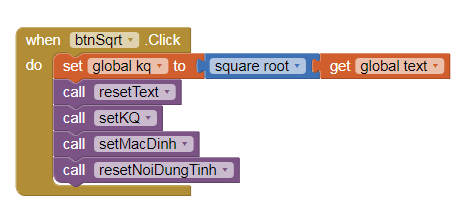 when btnSqrt .Click
do set global kq to square root get global text
call resetText
call setKQ
call setMacDinh
call resetNoiDungTinh